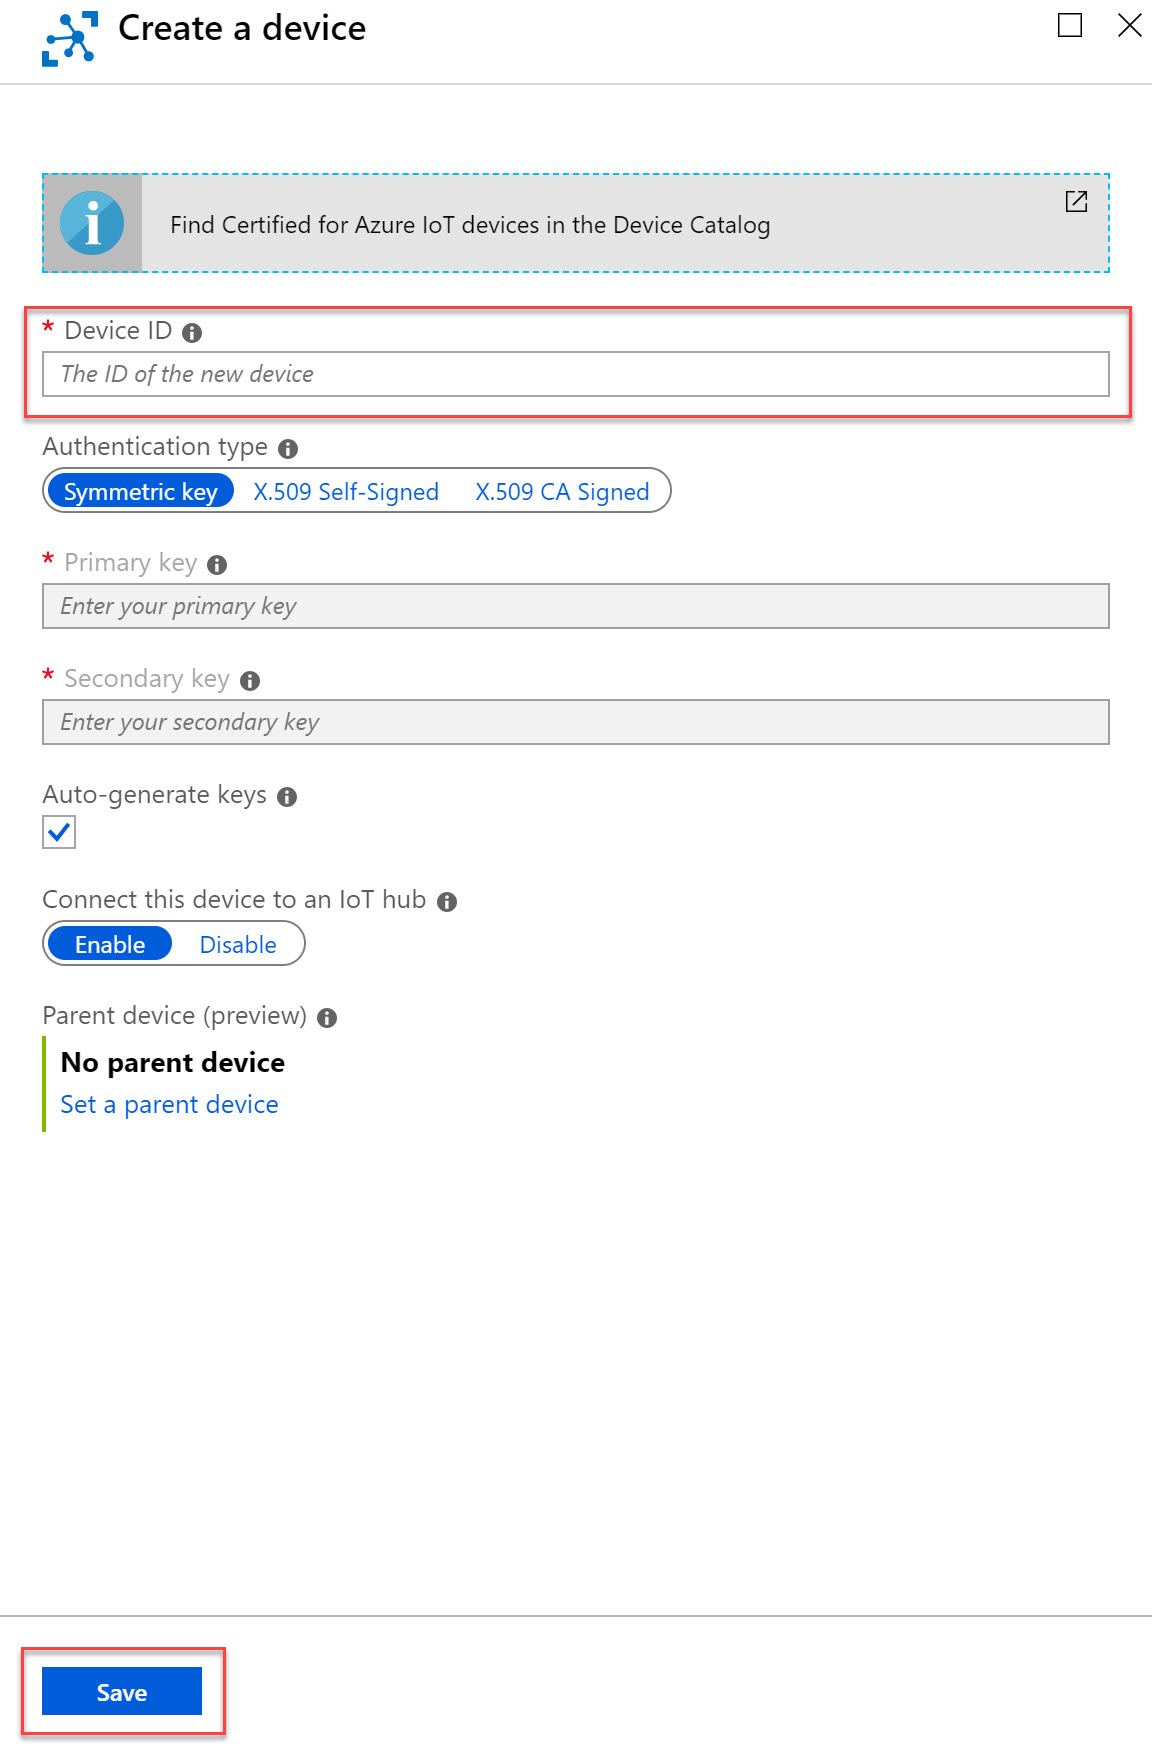 Create a device
Find Certified for Azure IoT devices in the Device Catalog
* Device ID
The ID of the new device
Authentication type
Symmetric key X.509 Self-Signed X.509 CA Signed
* Primary key
Enter your primary key
* Secondary key
Enter your secondary key
Auto-generate keys
Connect this device to an IoT hub
Enable Disable
Parent device (preview)
No parent device
Set a parent device
Save